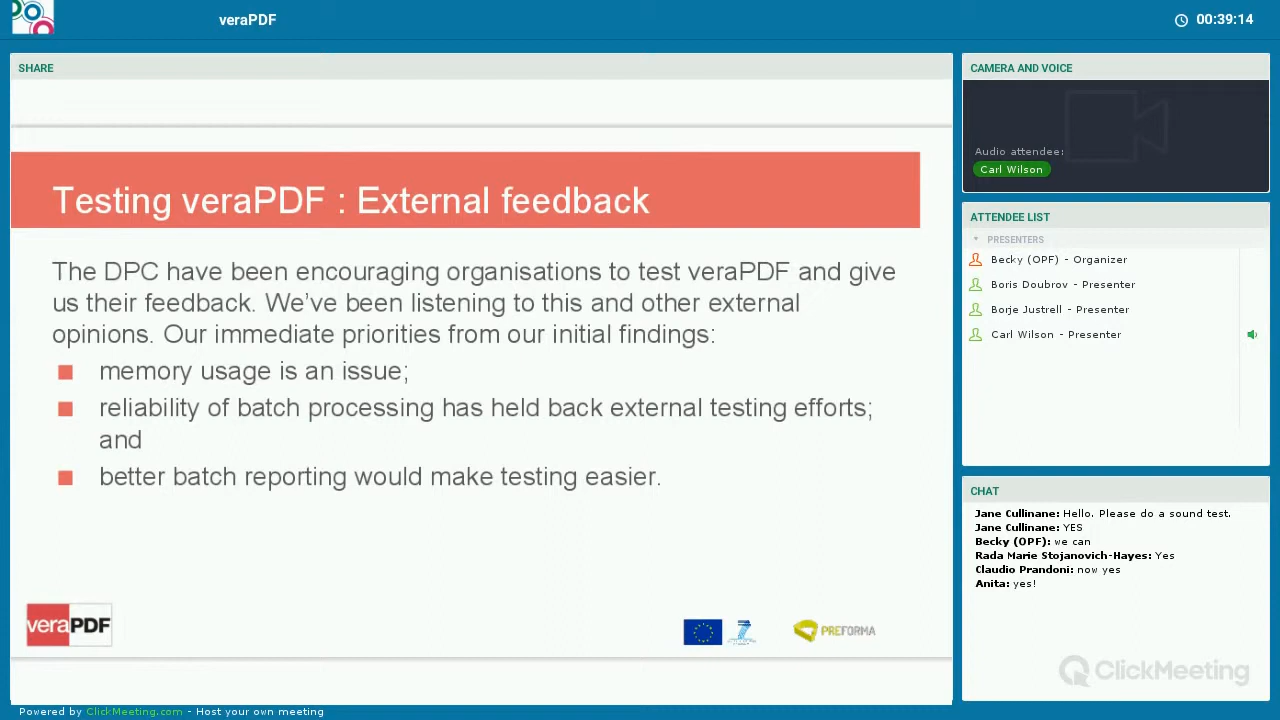 veraPDF
00:39:14
SHARE
Testing veraPDF : External feedback
The DPC have been encouraging organisations to test veraPDF and give
us their feedback. We've been listening to this and other external
opinions. Our immediate priorities from our initial findings:
memory usage is an issue;
reliability of batch processing has held back external testing efforts;
and
better batch reporting would make testing easier.
veraPDF
PREFORMA
Powered by ClickMeeting.com - Host your own meeting
CAMERA AND VOICE
Audio attendee:
Carl Wilson
ATTENDEE LIST
PRESENTERS
Becky (OPF) - Organizer
Boris Doubrov - Presenter
Borje Justrell - Presenter
Carl Wilson - Presenter
CHAT
Jane Cullinane: Hello. Please do a sound test.
Jane Cullinane: YES
Becky (OPF): we can
Rada Marie Stojanovich-Hayes: Yes
Claudio Prandoni: now yes
Anita: yes!
ClickMeeting